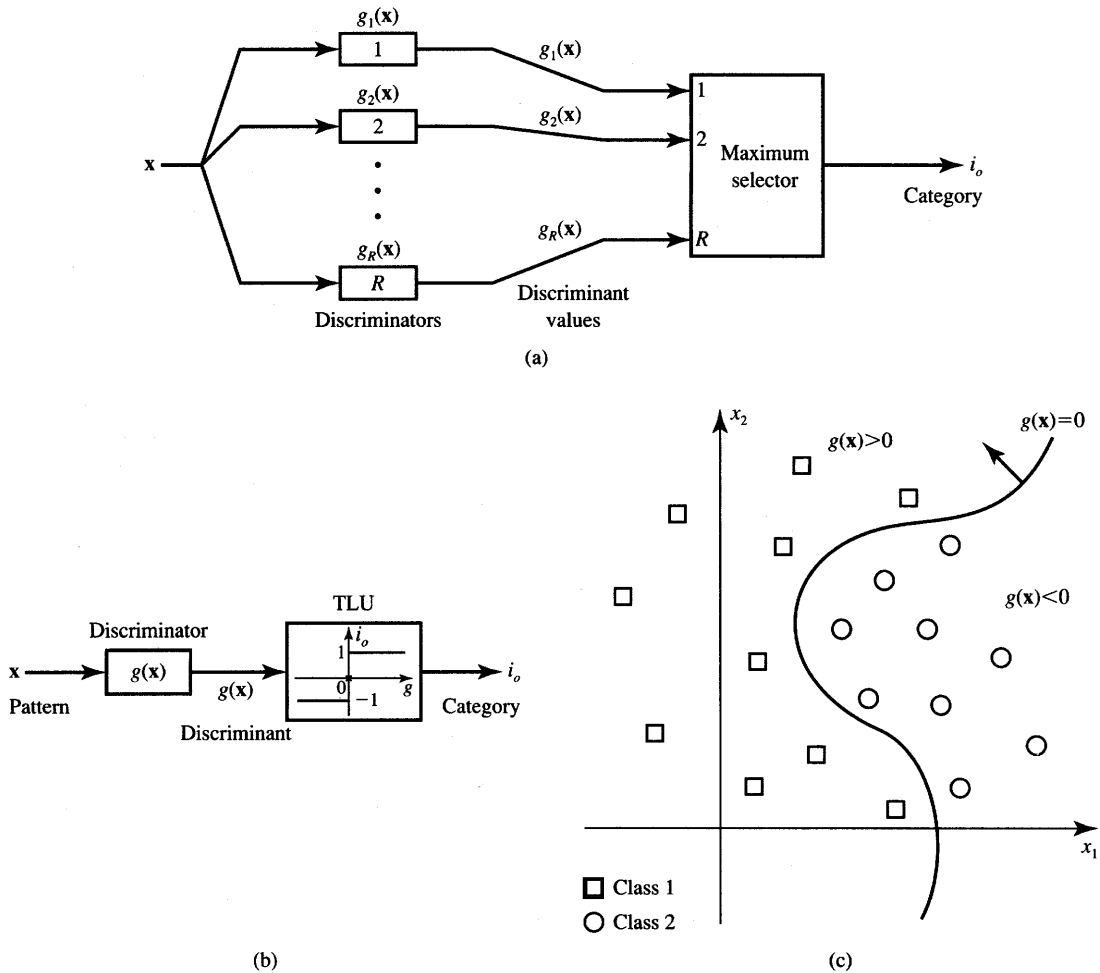 g₁(x)
1
g₁(x)
1
g₂(x)
2
g₂(x)
2
x
Maximum
selector
i₀
Category
g_R(x)
R
g_R(x)
R
Discriminators
Discriminant
values
(a)
x₂
g(x)>0
g(x)=0
g(x)<0
x₁
Class 1
Class 2
(c)
TLU
Discriminator
x
g(x)
g(x)
i₀
1
0
g
−1
i₀
Pattern
Category
Discriminant
(b)